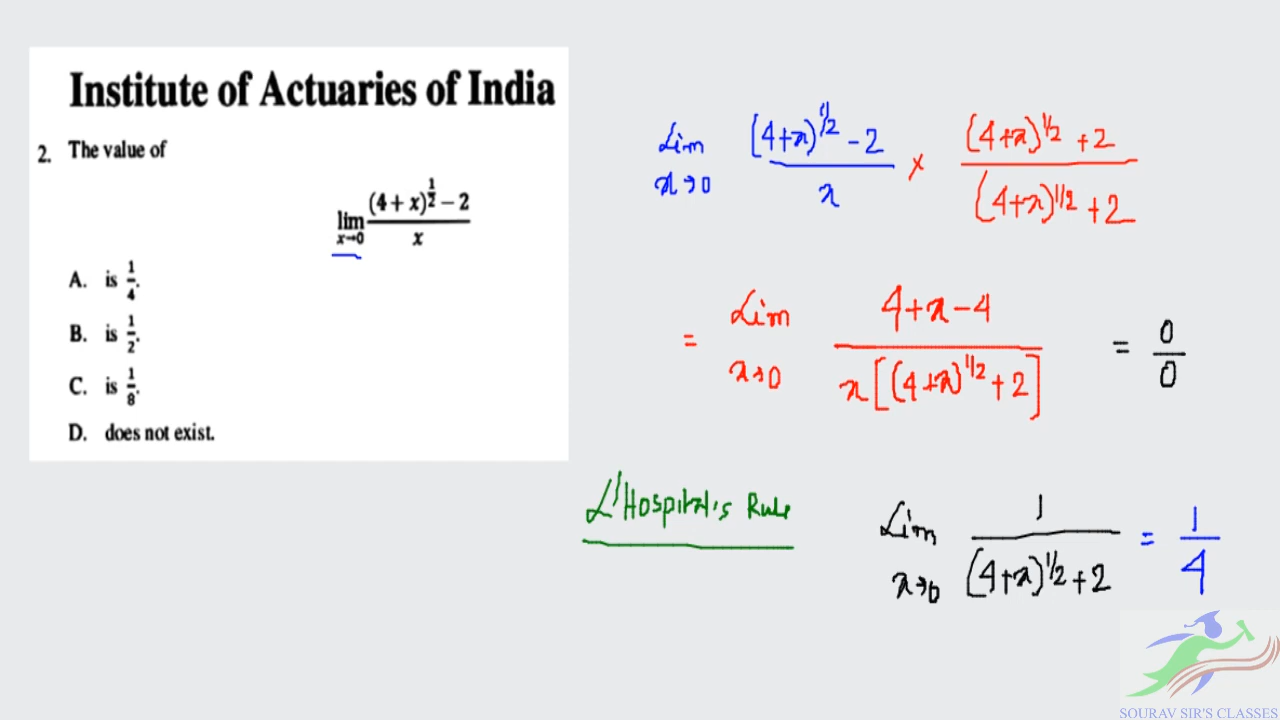 Institute of Actuaries of India
2. The value of
lim x→0 ((4 + x)^(1/2) − 2) / x
A. is 1/4.
B. is 1/2.
C. is 1/8.
D. does not exist.
Lim x→0 ((4+x)^(1/2) − 2) / x × ((4+x)^(1/2) + 2) / ((4+x)^(1/2) + 2)
= Lim x→0 (4+x−4) / (x[(4+x)^(1/2) + 2]) = 0/0
L'Hospital's Rule
Lim x→0 1 / ((4+x)^(1/2) + 2) = 1/4
SOURAV SIR'S CLASSES